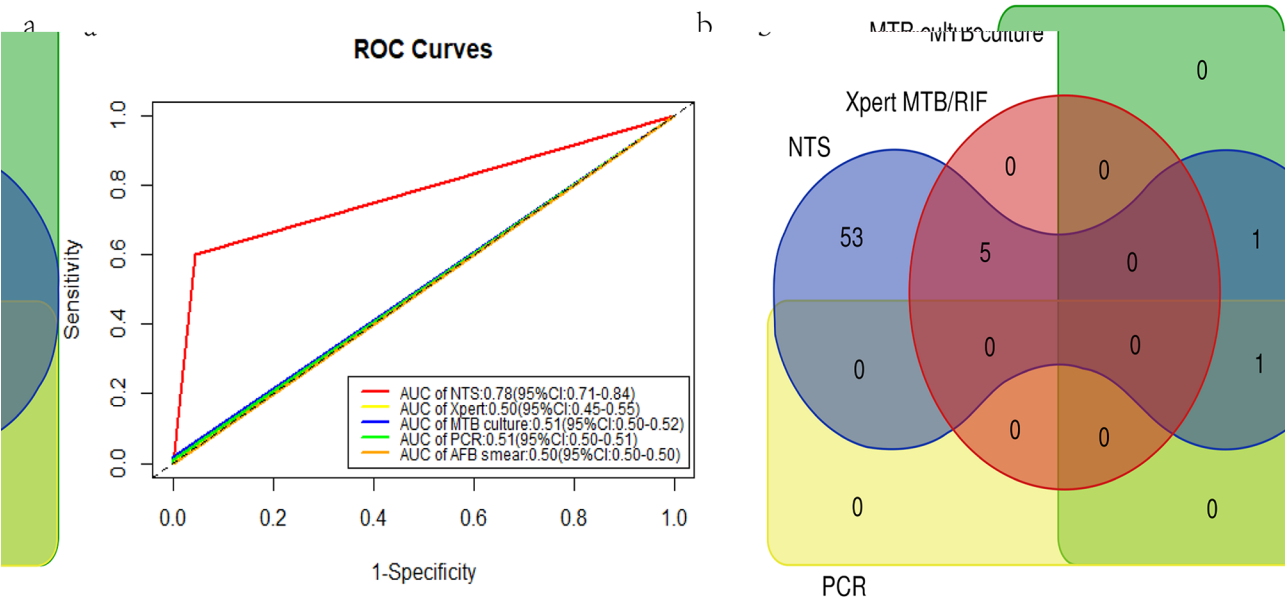 a
b
ROC Curves
Sensitivity
1.0
0.8
0.6
0.4
0.2
0.0
AUC of NTS:0.78(95%CI:0.71-0.84)
AUC of Xpert:0.50(95%CI:0.45-0.55)
AUC of MTB culture:0.51(95%CI:0.50-0.52)
AUC of PCR:0.51(95%CI:0.50-0.51)
AUC of AFB smear:0.50(95%CI:0.50-0.50)
0.0 0.2 0.4 0.6 0.8 1.0
1-Specificity
MTB culture
Xpert MTB/RIF
NTS
0
0 0
53 5 0 1
0 0 0 1
0 0
0 0
PCR